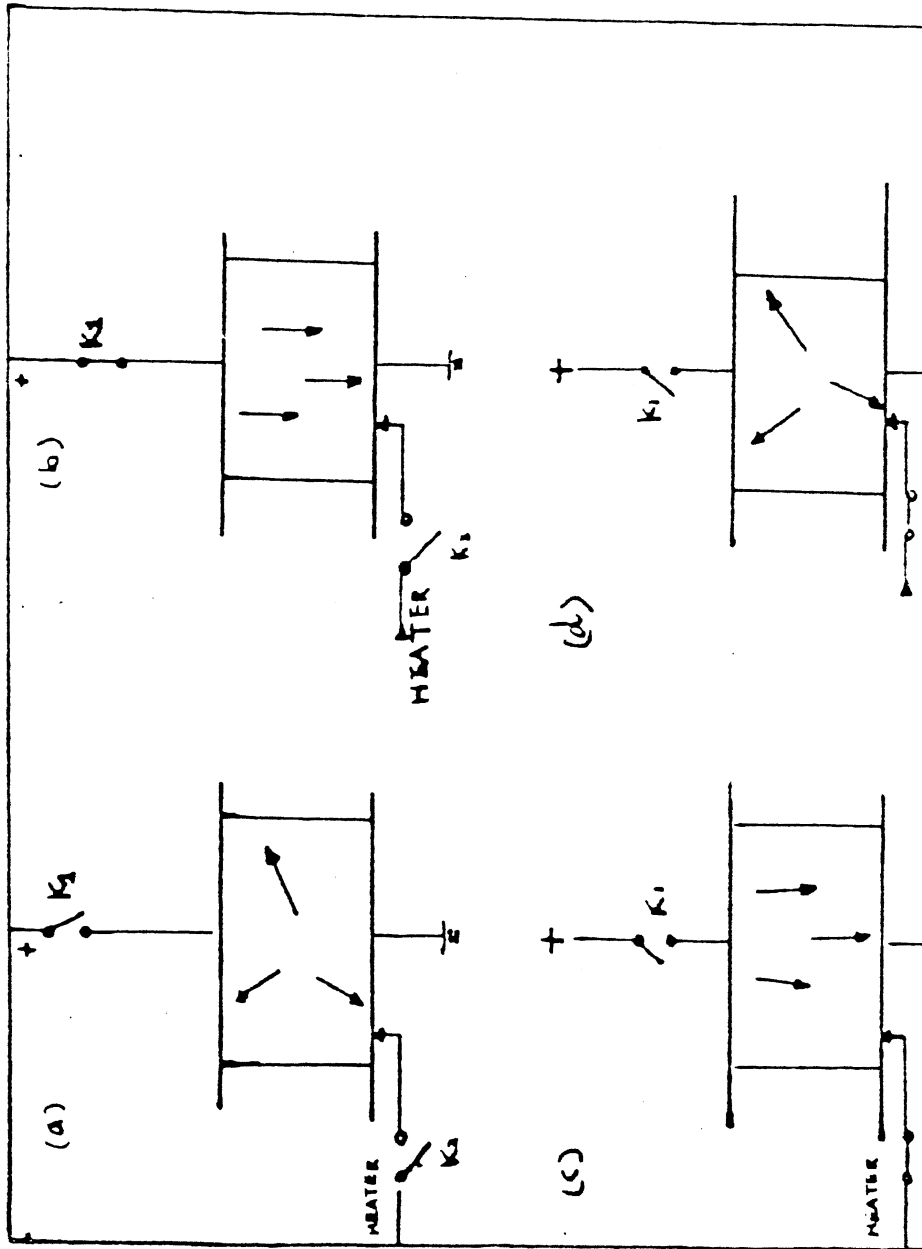 (a)
+
K1
HEATER
K2
(b)
+
K1
HEATER
K2
(c)
+
K1
HEATER
(d)
+
K1